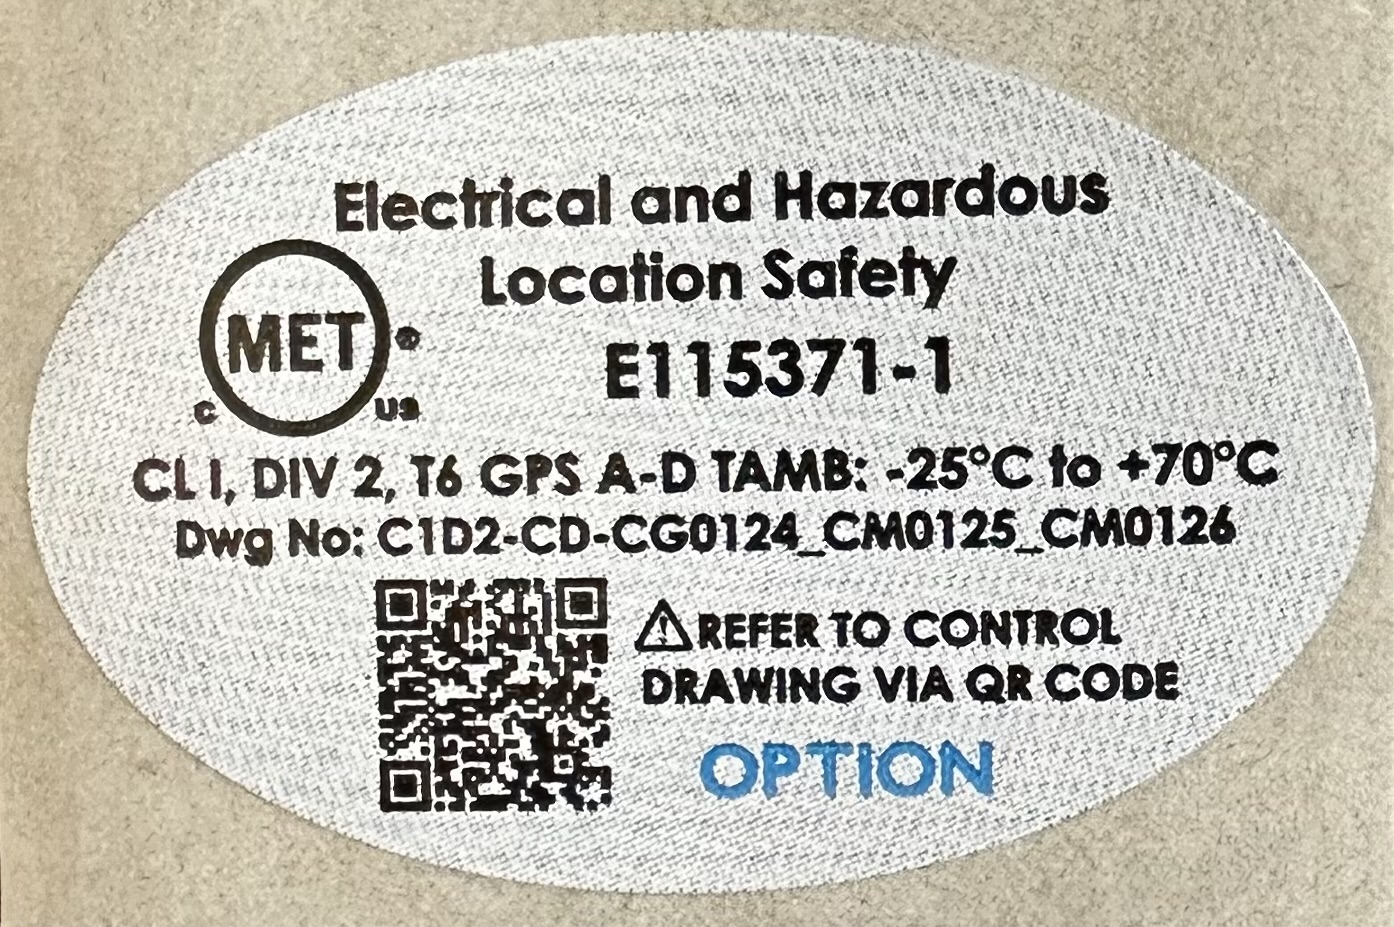 Electrical and Hazardous
Location Safety
MET ®
C US
E115371-1
CL I, DIV 2, T6 GPS A-D TAMB: -25°C to +70°C
Dwg No: C1D2-CD-CG0124_CM0125_CM0126
⚠REFER TO CONTROL
DRAWING VIA QR CODE
OPTION